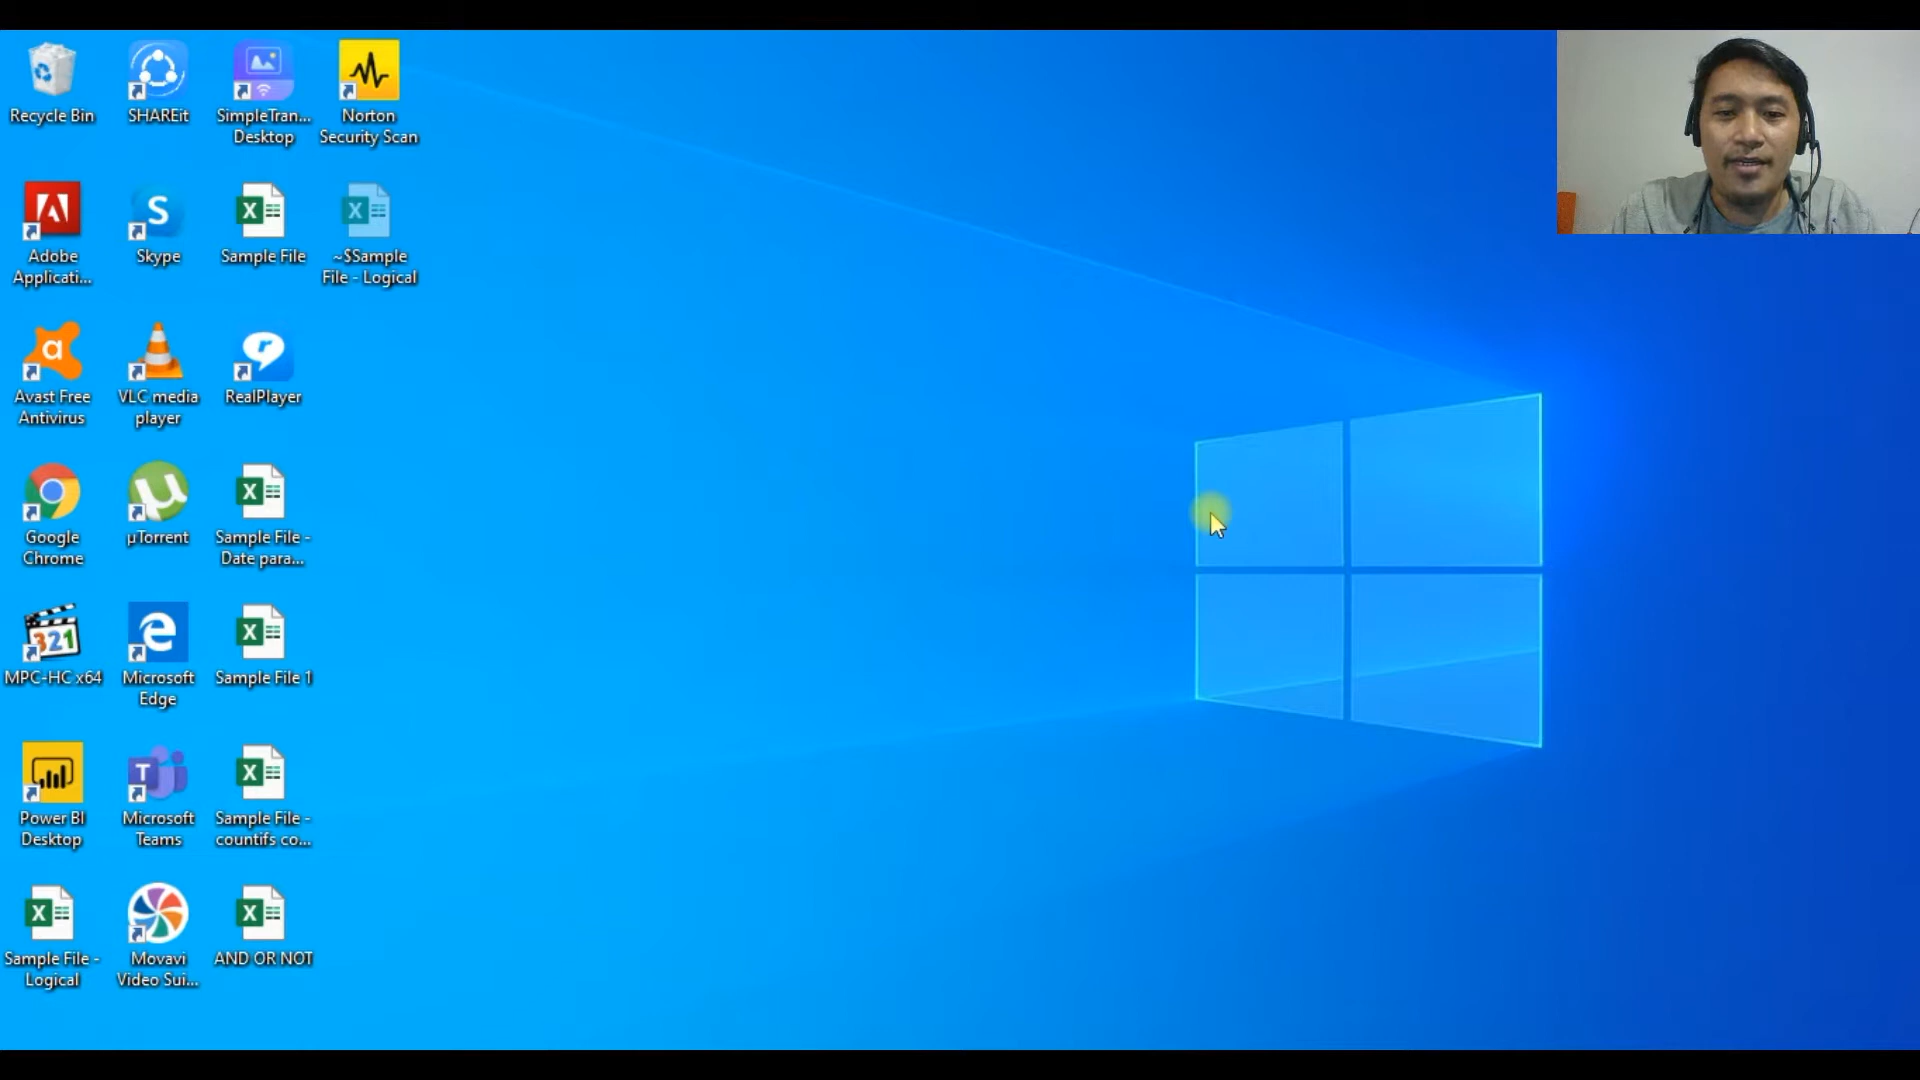 Recycle Bin
SHAREit
SimpleTran...
Desktop
Norton
Security Scan
Adobe
Applicati...
Skype
Sample File
~$Sample
File - Logical
Avast Free
Antivirus
VLC media
player
RealPlayer
Google
Chrome
µTorrent
Sample File -
Date para...
321
MPC-HC x64
Microsoft
Edge
Sample File 1
Power BI
Desktop
Microsoft
Teams
Sample File -
countifs co...
Sample File -
Logical
Movavi
Video Sui...
AND OR NOT